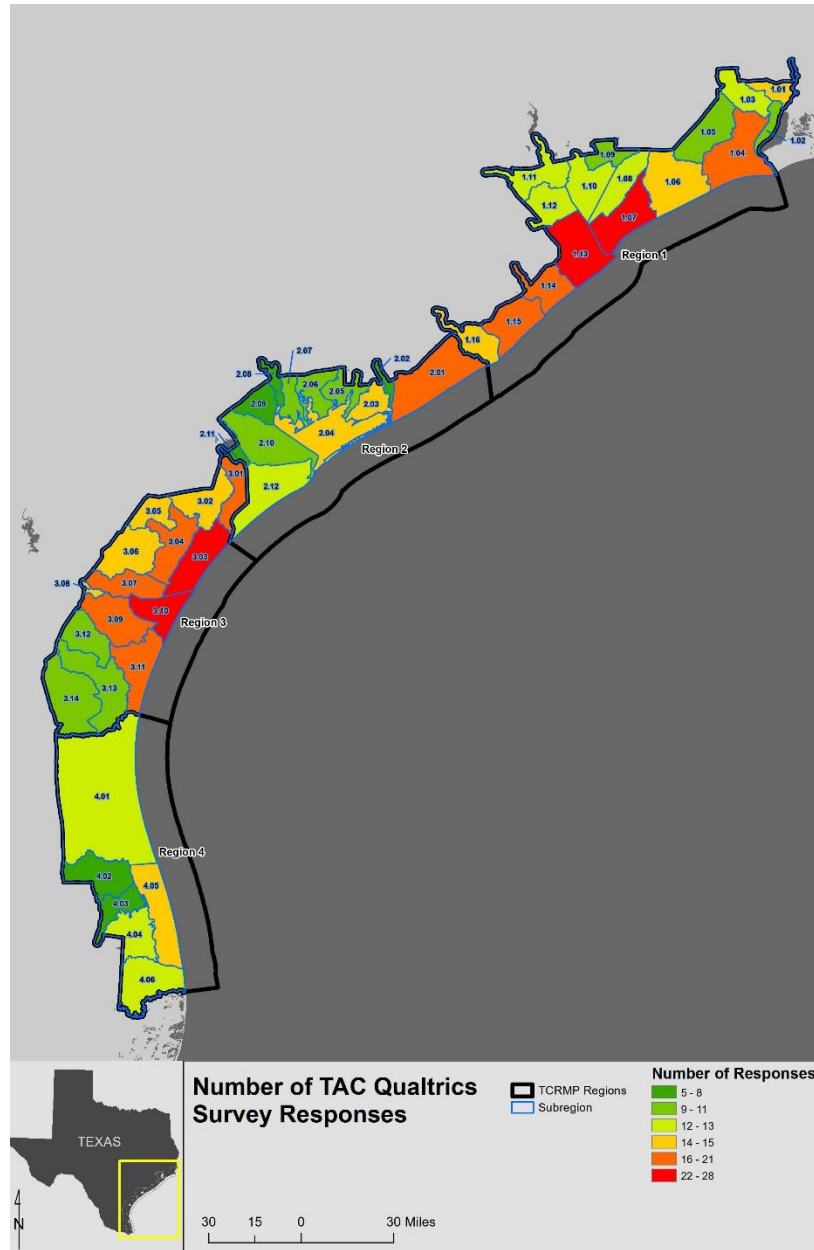 1.01
1.03
1.02
1.05
1.04
1.09
1.11
1.10
1.08
1.06
1.12
1.07
1.13
Region 1
1.14
1.15
1.16
2.02
2.07
2.08
2.06
2.05
2.01
2.09
2.03
2.04
2.11
2.10
Region 2
3.01
2.12
3.02
3.05
3.04
3.03
3.06
3.07
3.08
3.10
3.09
Region 3
3.12
3.11
3.13
3.14
4.01
Region 4
4.02
4.05
4.03
4.04
4.06
TEXAS
N
Number of TAC Qualtrics
Survey Responses
30 15 0 30 Miles
TCRMP Regions
Subregion
Number of Responses
5 - 8
9 - 11
12 - 13
14 - 15
16 - 21
22 - 28